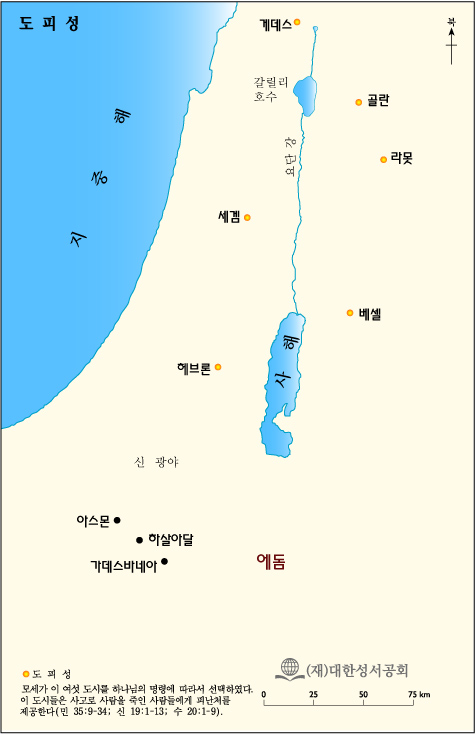 도 피 성
게데스
북
갈릴리
호수
골란
지 중 해
요단 강
라못
세겜
베셀
사 해
헤브론
신 광야
아스몬
하살아달
가데스바네아
에돔
(재)대한성서공회
도 피 성
모세가 이 여섯 도시를 하나님의 명령에 따라서 선택하였다.
이 도시들은 사고로 사람을 죽인 사람들에게 피난처를
제공한다(민 35:9-34; 신 19:1-13; 수 20:1-9).
0 25 50 75 km